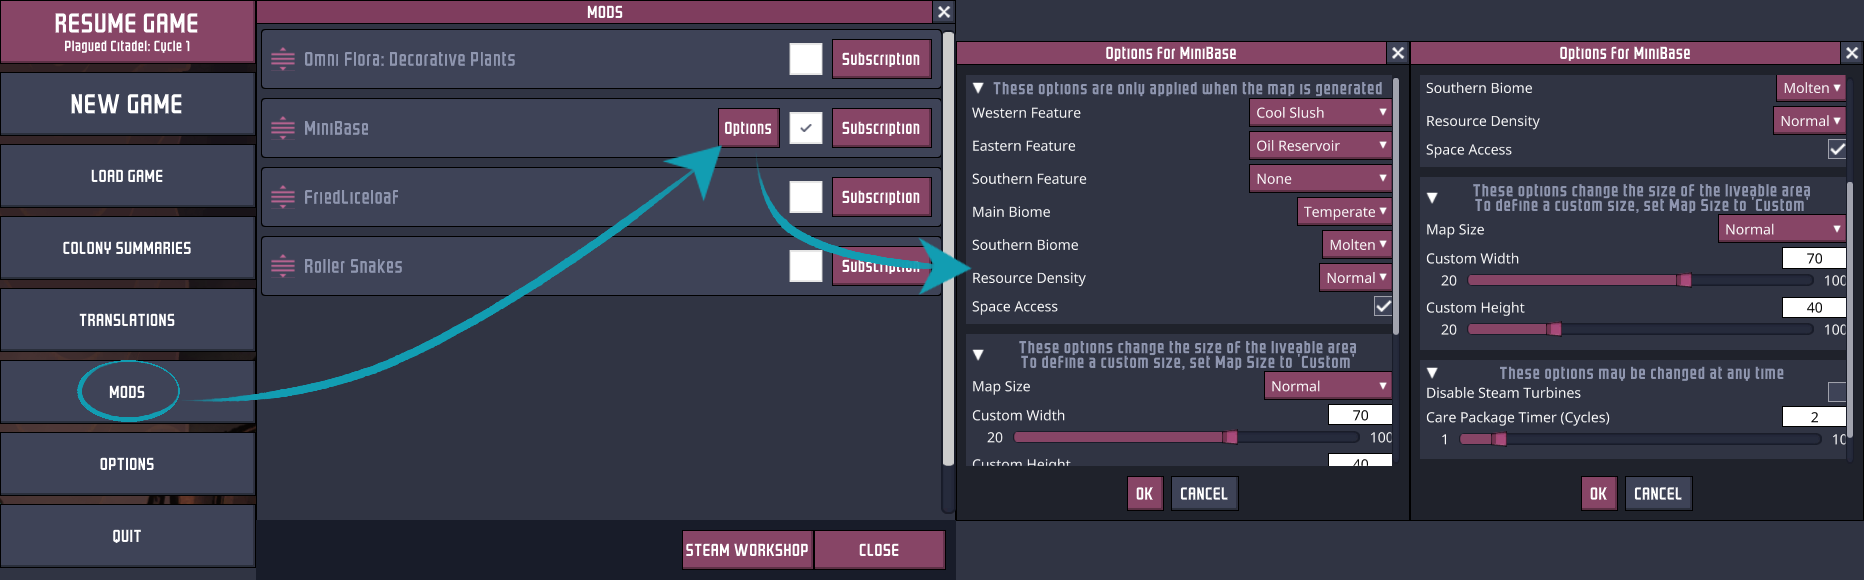 RESUME GAME
Plagued Citadel: Cycle 1
NEW GAME
LOAD GAME
COLONY SUMMARIES
TRANSLATIONS
MODS
OPTIONS
QUIT
MODS
Omni Flora: Decorative Plants
Subscription
MiniBase
Options
Subscription
FriedLiceloaf
Subscription
Roller Snakes
Subscription
STEAM WORKSHOP
CLOSE
Options For MiniBase
These options are only applied when the map is generated
Western Feature
Cool Slush
Eastern Feature
Oil Reservoir
Southern Feature
None
Main Biome
Temperate
Southern Biome
Molten
Resource Density
Normal
Space Access
These options change the size of the liveable area
To define a custom size, set Map Size to 'Custom'
Map Size
Normal
Custom Width
70
20
100
Custom Height
40
OK
CANCEL
Options For MiniBase
Southern Biome
Molten
Resource Density
Normal
Space Access
These options change the size of the liveable area
To define a custom size, set Map Size to 'Custom'
Map Size
Normal
Custom Width
70
20
100
Custom Height
40
20
100
These options may be changed at any time
Disable Steam Turbines
Care Package Timer (Cycles)
2
1
10
OK
CANCEL